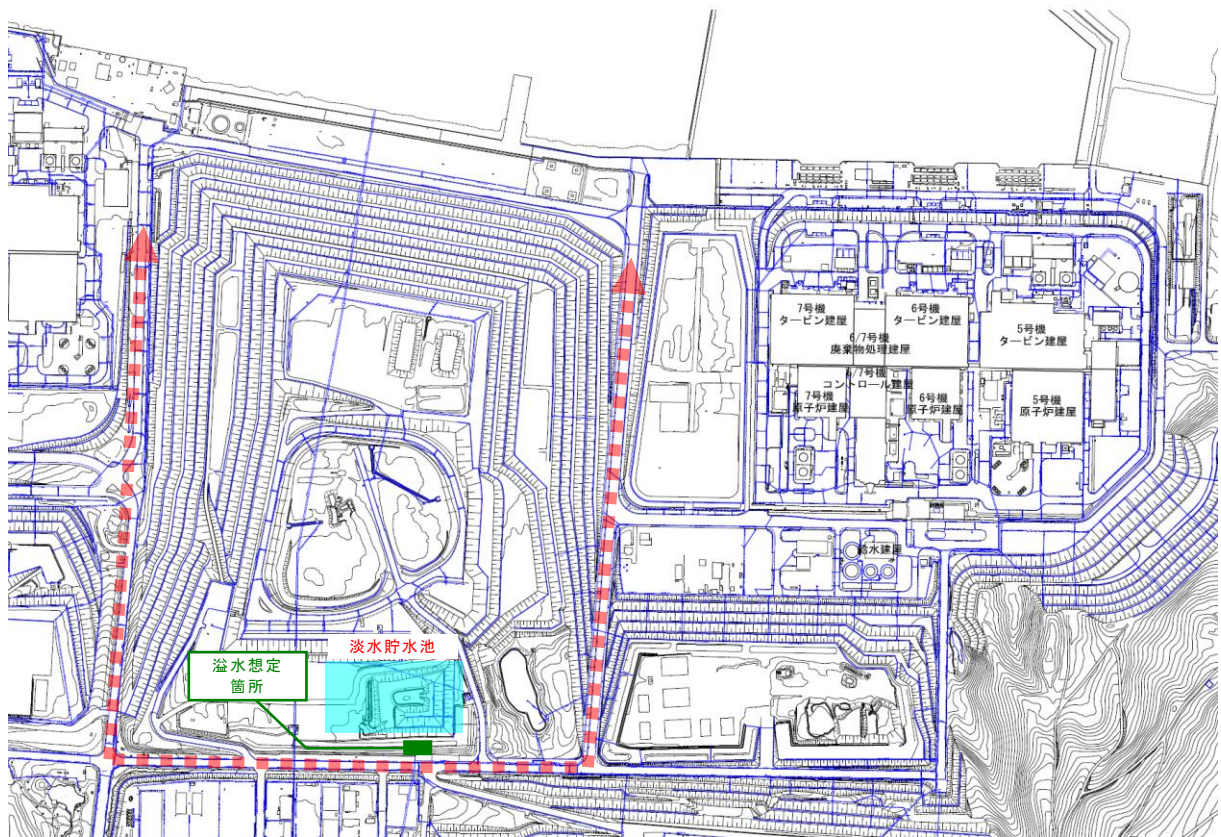 7号機
タービン建屋
6号機
タービン建屋
5号機
タービン建屋
6/7号機
廃棄物処理建屋
6/7号機
コントロール建屋
7号機
原子炉建屋
6号機
原子炉建屋
5号機
原子炉建屋
給水建屋
淡水貯水池
溢水想定
箇所